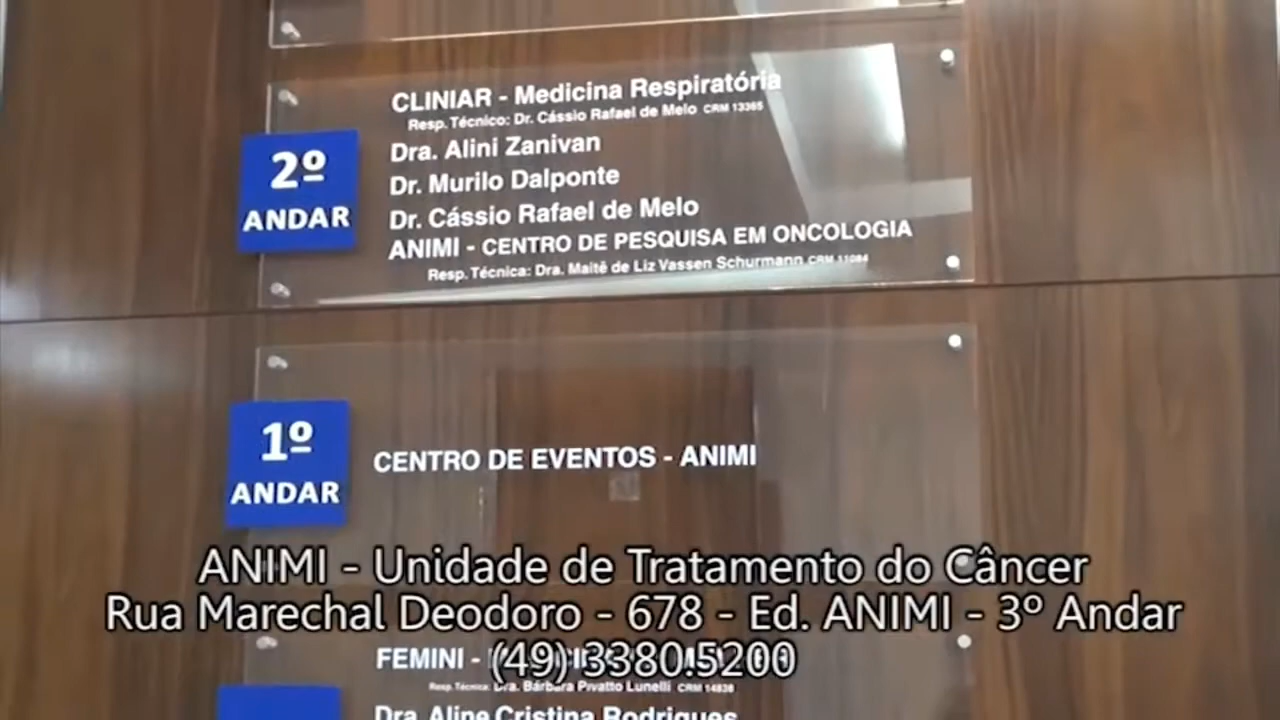 CLINIAR - Medicina Respiratória
Resp. Técnico: Dr. Cássio Rafael de Melo CRM 13365
2º
ANDAR
Dra. Alini Zanivan
Dr. Murilo Dalponte
Dr. Cássio Rafael de Melo
ANIMI - CENTRO DE PESQUISA EM ONCOLOGIA
Resp. Técnica: Dra. Maitê de Liz Vassen Schurmann CRM 11084
1º
ANDAR
CENTRO DE EVENTOS - ANIMI
ANIMI - Unidade de Tratamento do Câncer
Rua Marechal Deodoro - 678 - Ed. ANIMI - 3º Andar
(49) 3380.5200
FEMINI -
Resp. Técnica: Dra. Bárbara Pivatto Lunelli CRM 14838
Dra. Aline Cristina Rodrigues